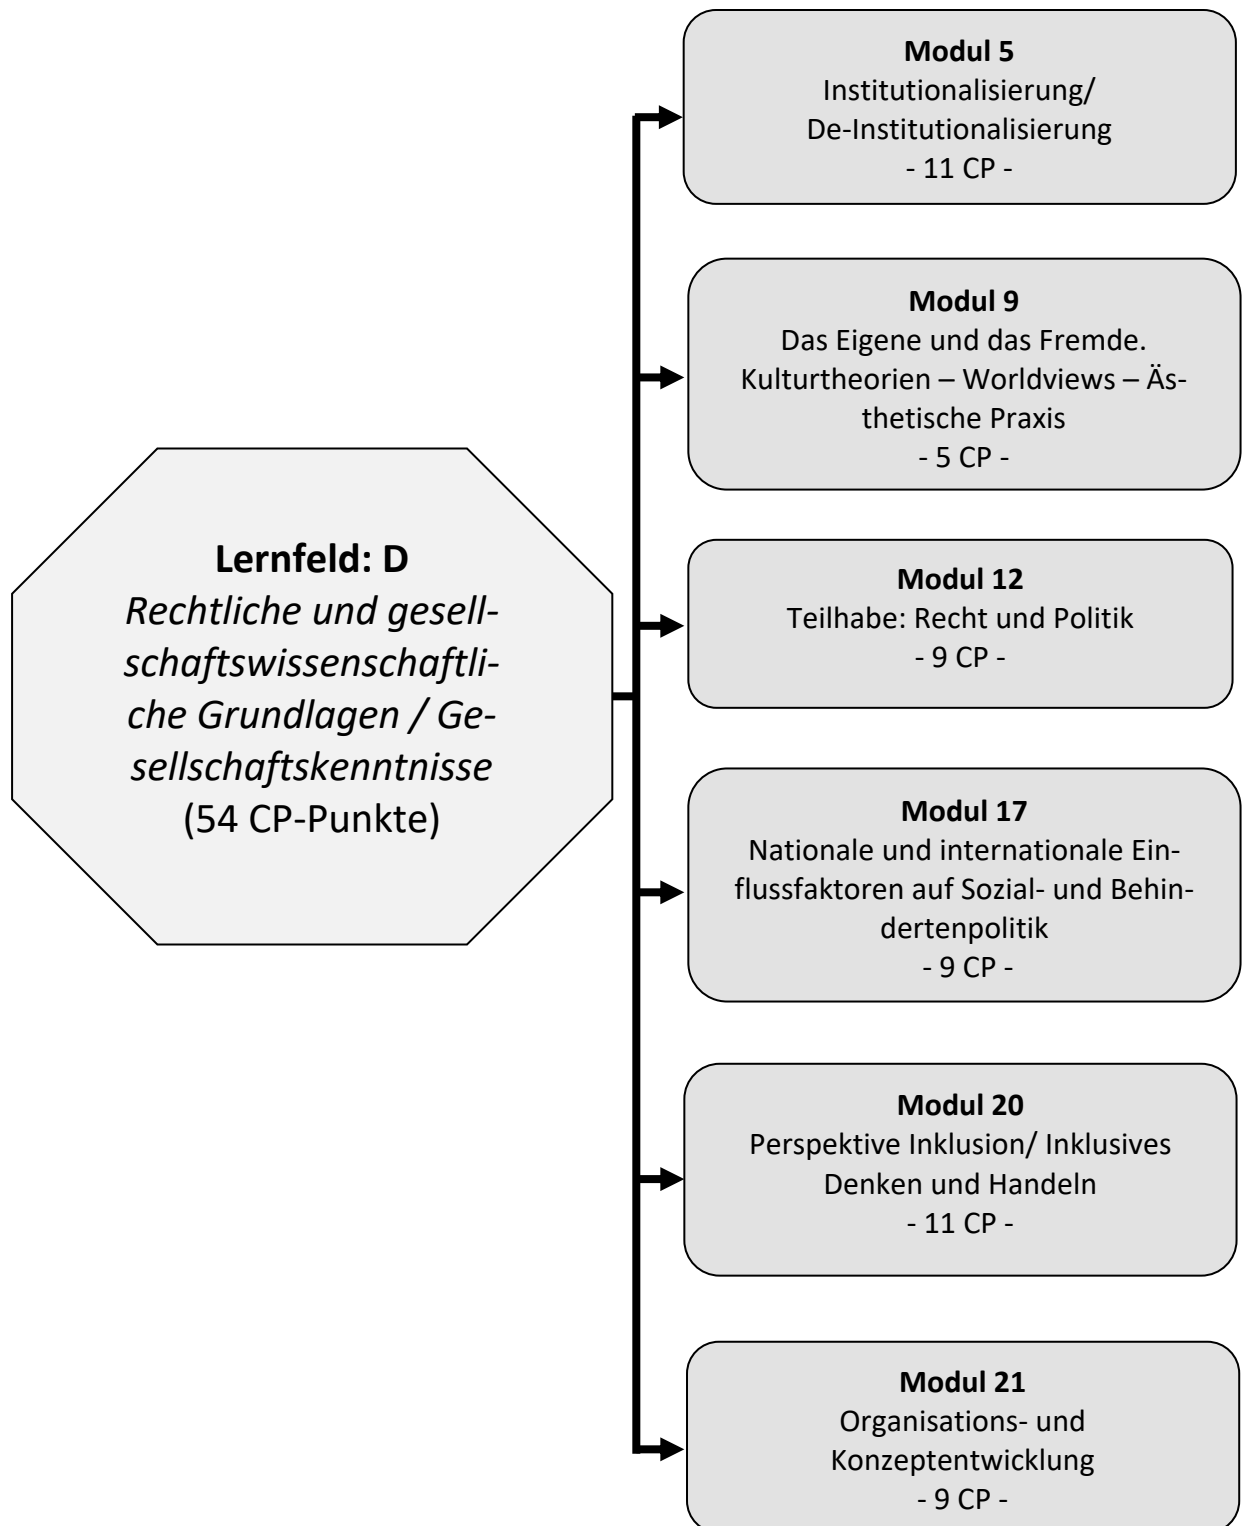 Modul 5
Institutionalisierung/
De-Institutionalisierung
- 11 CP -
Modul 9
Das Eigene und das Fremde.
Kulturtheorien – Worldviews – Äs-
thetische Praxis
- 5 CP -
Lernfeld: D
Rechtliche und gesell-
schaftswissenschaftli-
che Grundlagen / Ge-
sellschaftskenntnisse
(54 CP-Punkte)
Modul 12
Teilhabe: Recht und Politik
- 9 CP -
Modul 17
Nationale und internationale Ein-
flussfaktoren auf Sozial- und Behin-
dertenpolitik
- 9 CP -
Modul 20
Perspektive Inklusion/ Inklusives
Denken und Handeln
- 11 CP -
Modul 21
Organisations- und
Konzeptentwicklung
- 9 CP -